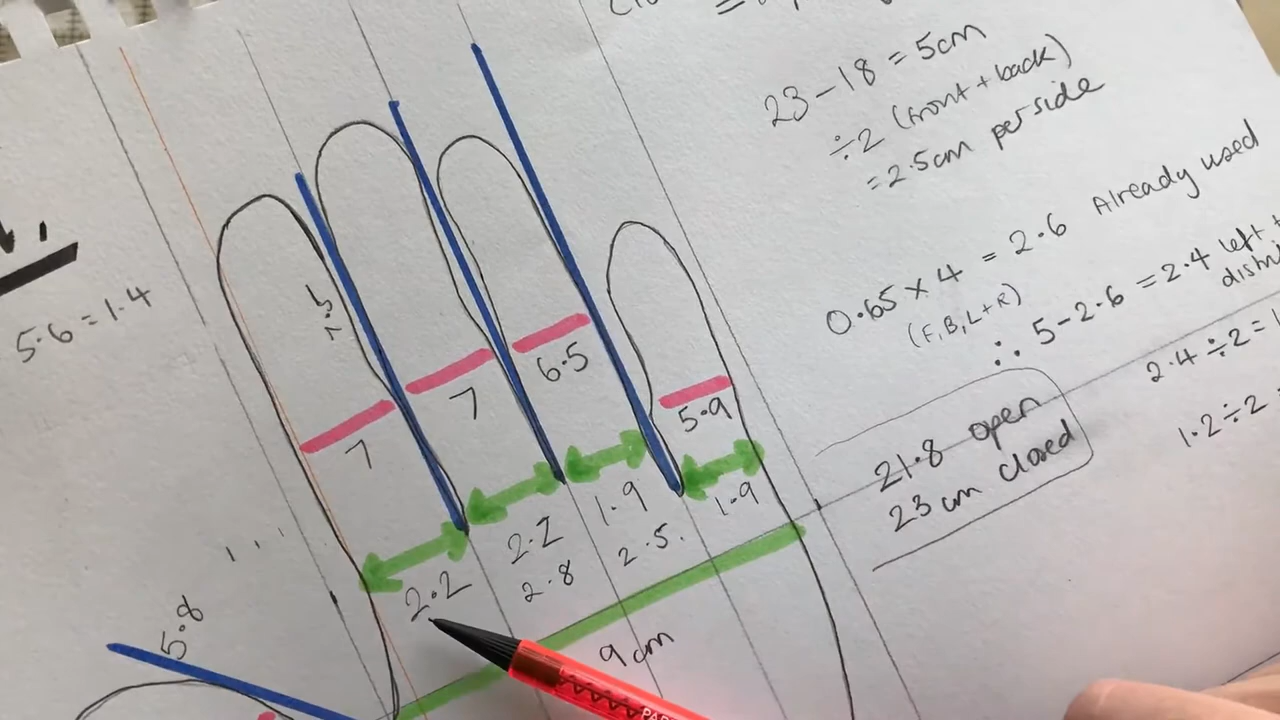 23-18 = 5cm
÷2 (front + back)
= 2.5cm per side
0.65 x 4 = 2.6 Already used
(F,B, L+R)
∴ 5-2.6 = 2.4 left
2.4 ÷2 =
1.2÷2
21.8 open
23 cm closed
5.6 = 1.4
7
7
6.5
5.9
2.2
2.2
1.9
1.9
2.8
2.5.
9cm
5.8
PAR